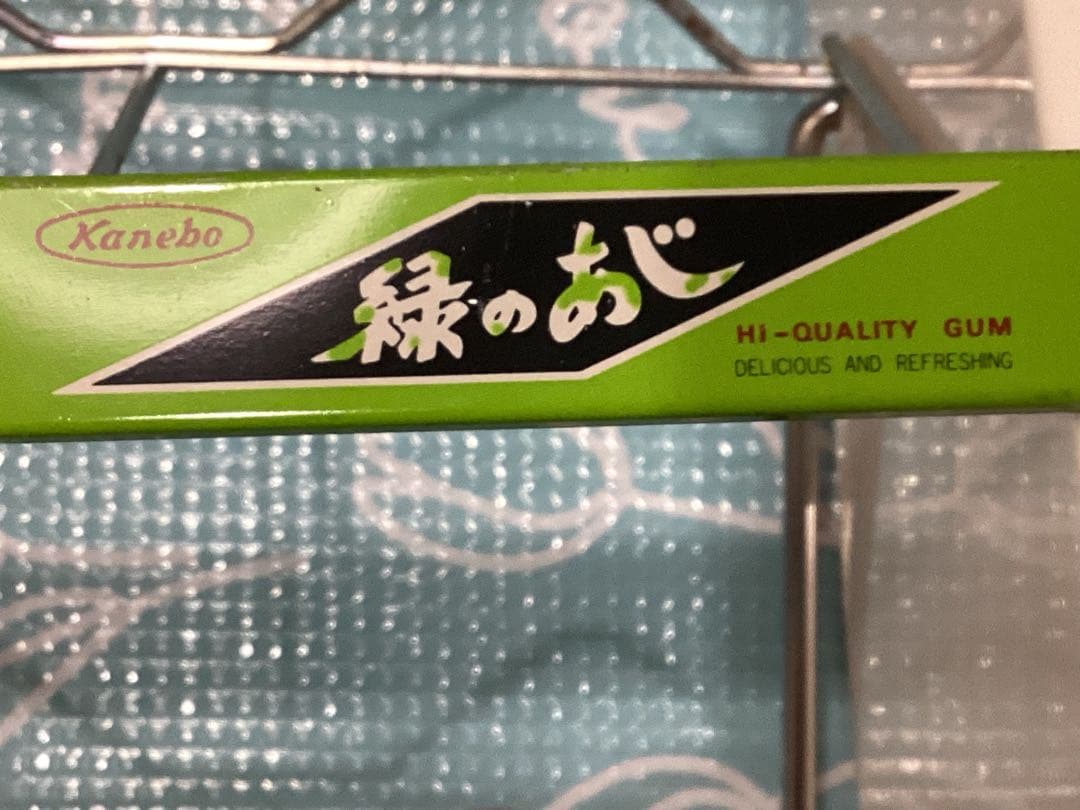 Kanebo
緑のあじ
Hi-QUALITY GUM
DELICIOUS AND REFRESHING